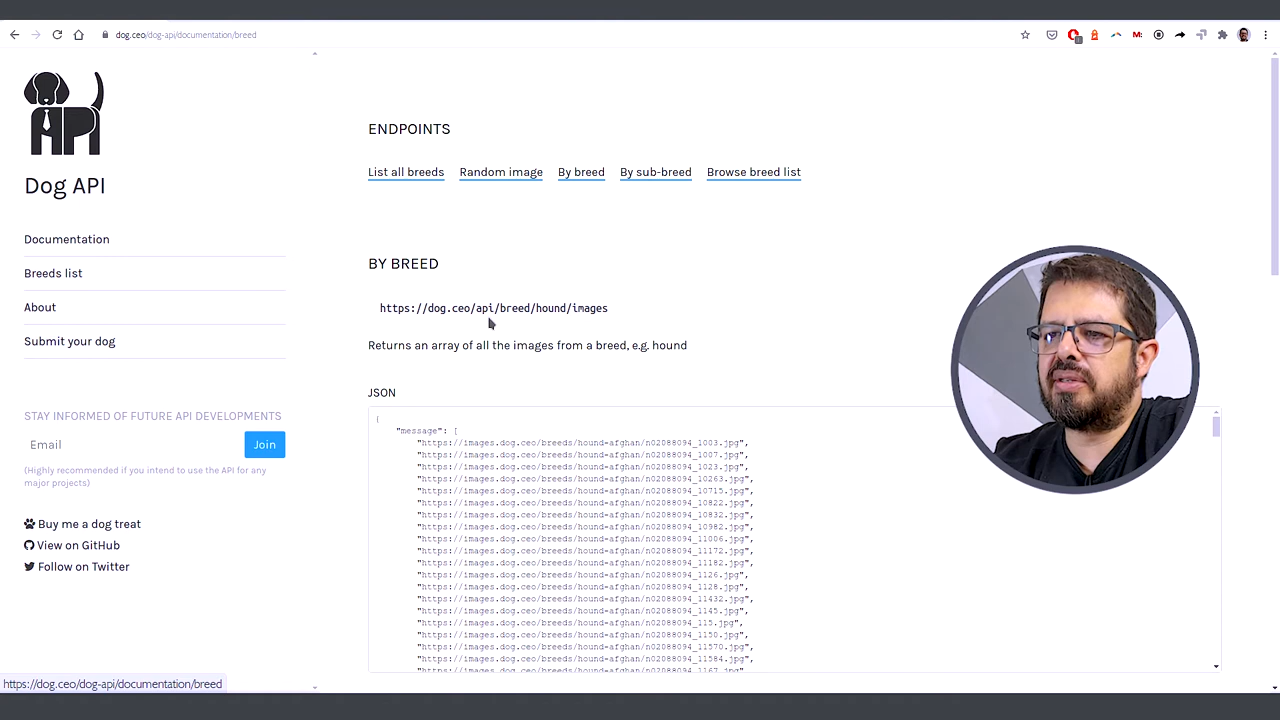 dog.ceo/dog-api/documentation/breed
API
Dog API
Documentation
Breeds list
About
Submit your dog
STAY INFORMED OF FUTURE API DEVELOPMENTS
Email
Join
(Highly recommended if you intend to use the API for any
major projects)
Buy me a dog treat
View on GitHub
Follow on Twitter
https://dog.ceo/dog-api/documentation/breed
ENDPOINTS
List all breeds Random image By breed By sub-breed Browse breed list
BY BREED
https://dog.ceo/api/breed/hound/images
Returns an array of all the images from a breed, e.g. hound
JSON
{
"message": [
"https://images.dog.ceo/breeds/hound-afghan/n02088094_1003.jpg",
"https://images.dog.ceo/breeds/hound-afghan/n02088094_1007.jpg",
"https://images.dog.ceo/breeds/hound-afghan/n02088094_1023.jpg",
"https://images.dog.ceo/breeds/hound-afghan/n02088094_10263.jpg",
"https://images.dog.ceo/breeds/hound-afghan/n02088094_10715.jpg",
"https://images.dog.ceo/breeds/hound-afghan/n02088094_10822.jpg",
"https://images.dog.ceo/breeds/hound-afghan/n02088094_10832.jpg",
"https://images.dog.ceo/breeds/hound-afghan/n02088094_10982.jpg",
"https://images.dog.ceo/breeds/hound-afghan/n02088094_11006.jpg",
"https://images.dog.ceo/breeds/hound-afghan/n02088094_11172.jpg",
"https://images.dog.ceo/breeds/hound-afghan/n02088094_11182.jpg",
"https://images.dog.ceo/breeds/hound-afghan/n02088094_1126.jpg",
"https://images.dog.ceo/breeds/hound-afghan/n02088094_1128.jpg",
"https://images.dog.ceo/breeds/hound-afghan/n02088094_11432.jpg",
"https://images.dog.ceo/breeds/hound-afghan/n02088094_1145.jpg",
"https://images.dog.ceo/breeds/hound-afghan/n02088094_115.jpg",
"https://images.dog.ceo/breeds/hound-afghan/n02088094_1150.jpg",
"https://images.dog.ceo/breeds/hound-afghan/n02088094_11570.jpg",
"https://images.dog.ceo/breeds/hound-afghan/n02088094_11584.jpg",
"https://images.dog.ceo/breeds/hound-afghan/n02088094_1167.jpg",